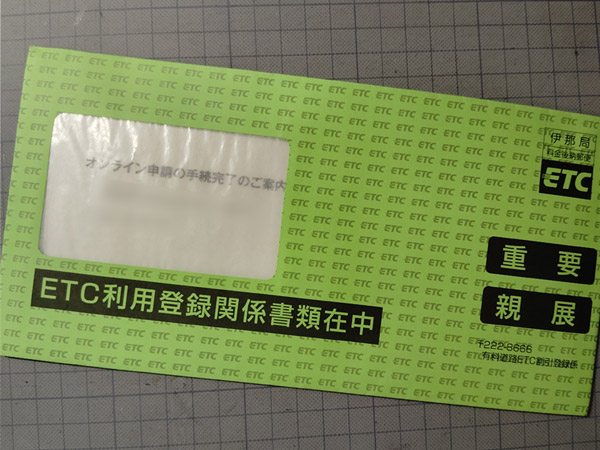 オンライン申請の手続完了のご案内
伊那局
料金後納郵便
ETC
重要
親展
ETC利用登録関係書類在中
〒222-8666
有料道路ETC割引登録係